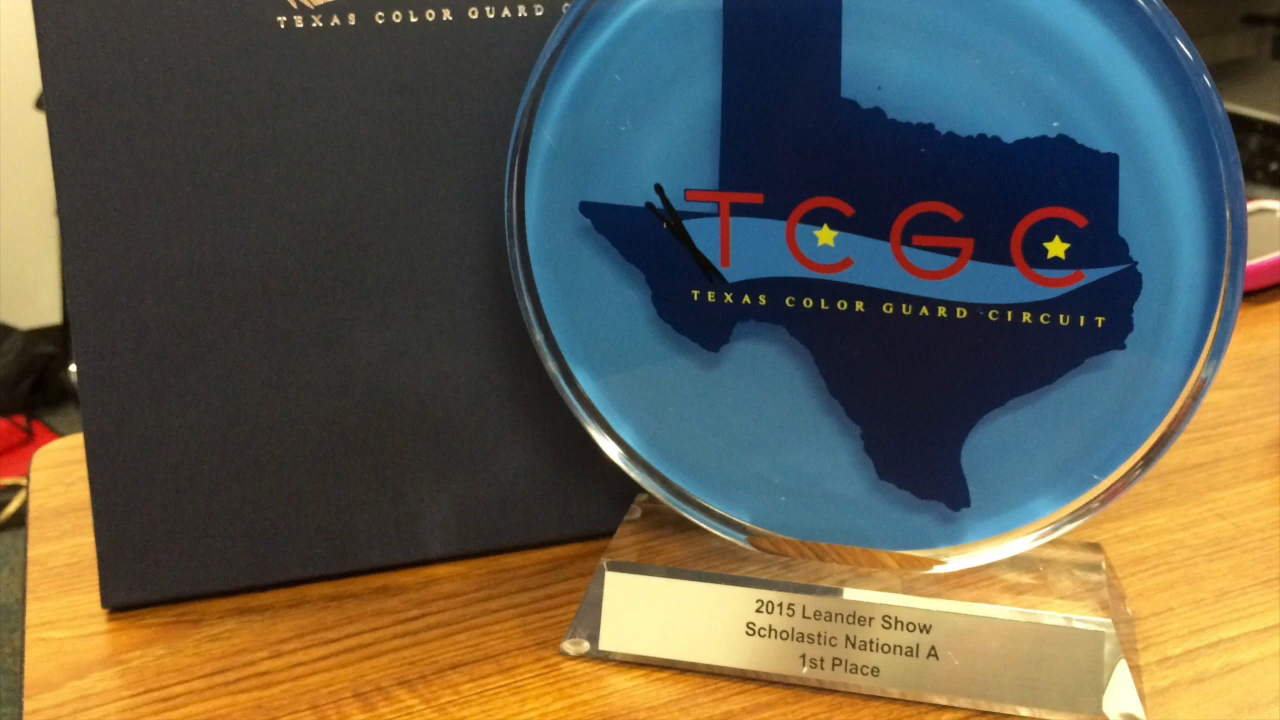 TEXAS COLOR GUARD
TCGC
TEXAS COLOR GUARD CIRCUIT
2015 Leander Show
Scholastic National A
1st Place